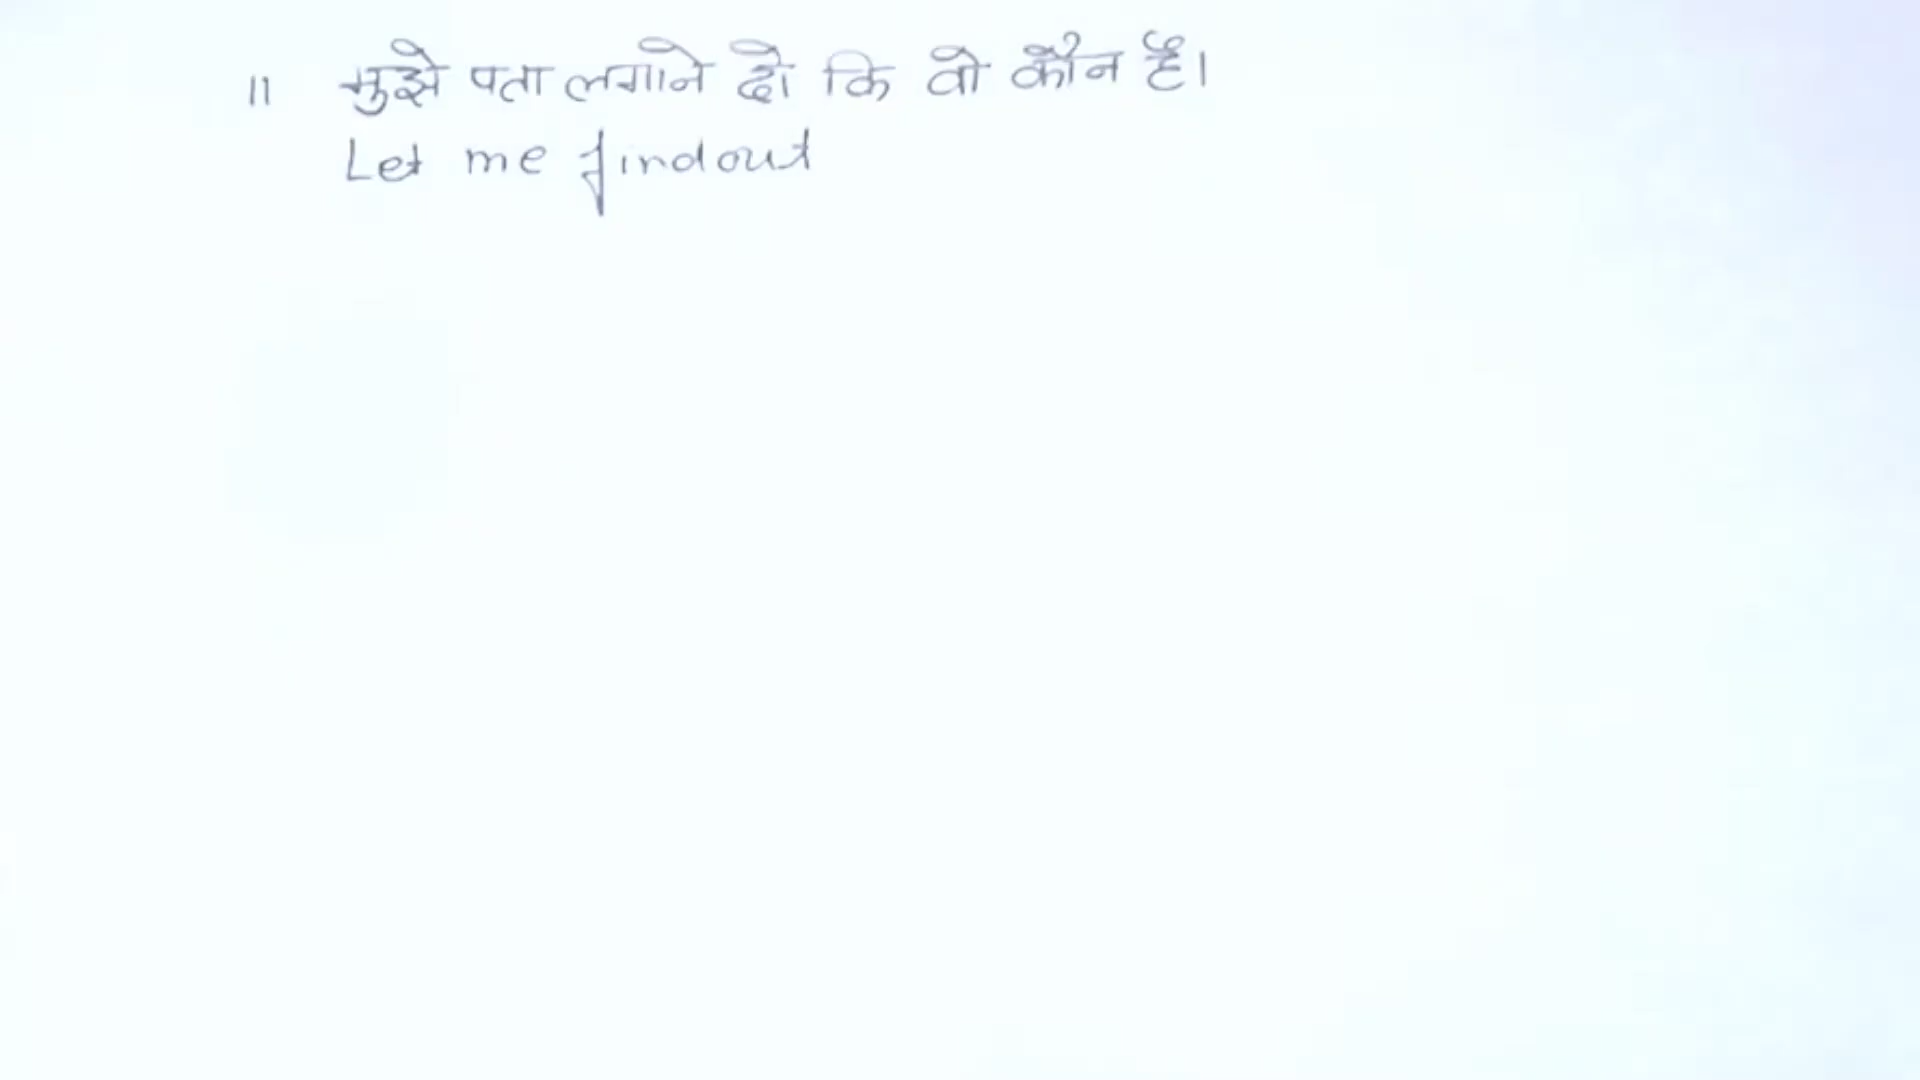 11 मुझे पता लगाने दो कि वो कौन है।
Let me findout